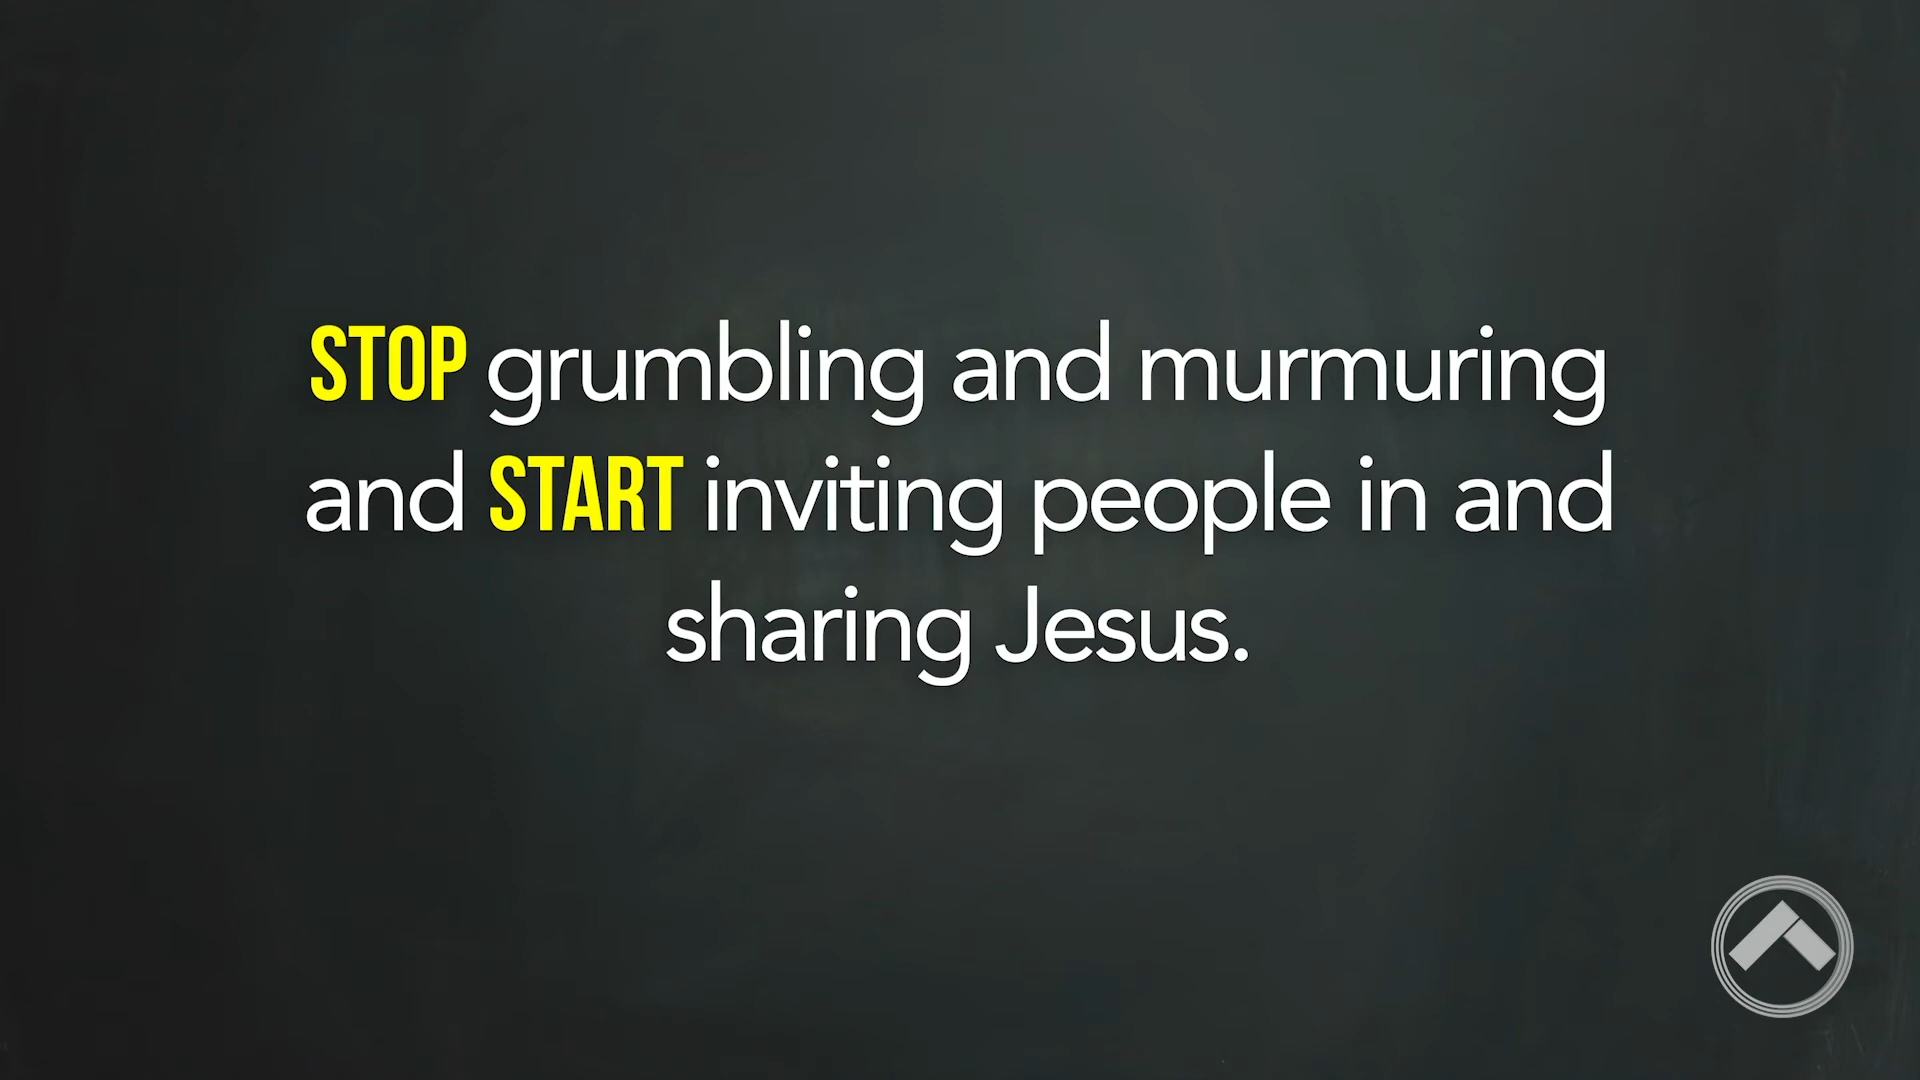 STOP grumbling and murmuring
and START inviting people in and
sharing Jesus.